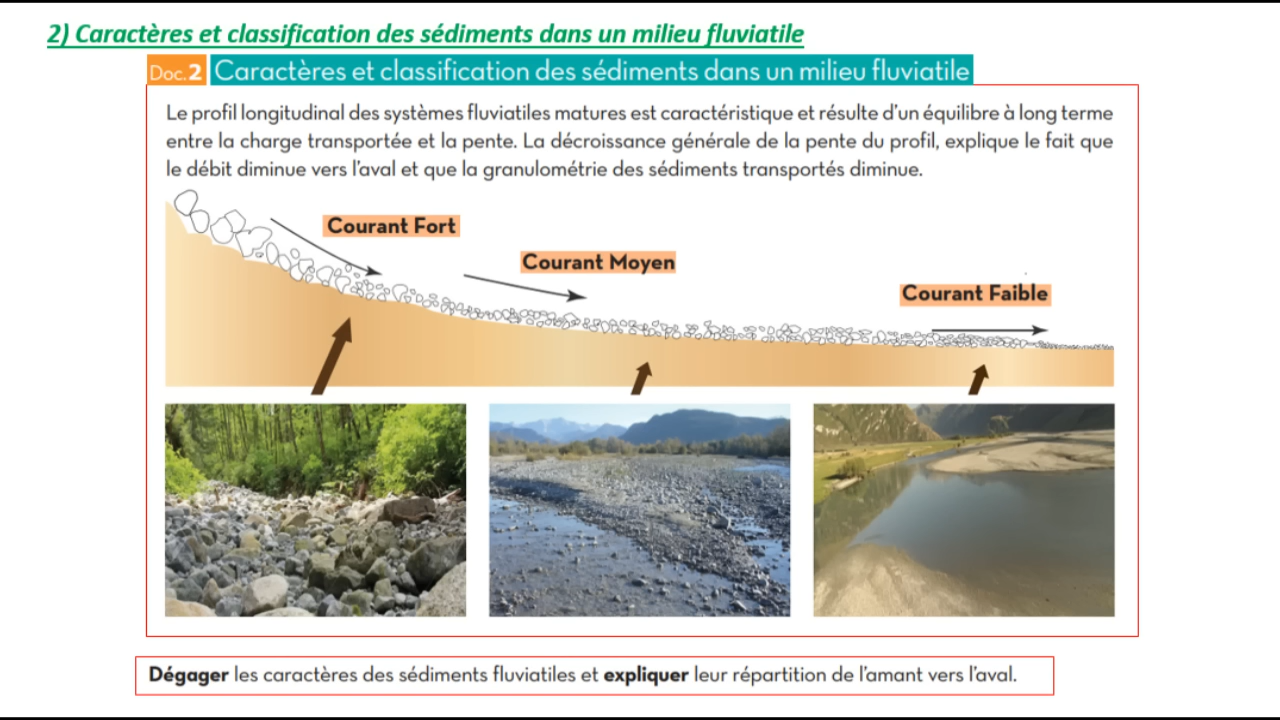 2) Caractères et classification des sédiments dans un milieu fluviatile
Doc.2 Caractères et classification des sédiments dans un milieu fluviatile
Le profil longitudinal des systèmes fluviatiles matures est caractéristique et résulte d'un équilibre à long terme
entre la charge transportée et la pente. La décroissance générale de la pente du profil, explique le fait que
le débit diminue vers l'aval et que la granulométrie des sédiments transportés diminue.
Courant Fort
Courant Moyen
Courant Faible
Dégager les caractères des sédiments fluviatiles et expliquer leur répartition de l'amant vers l'aval.